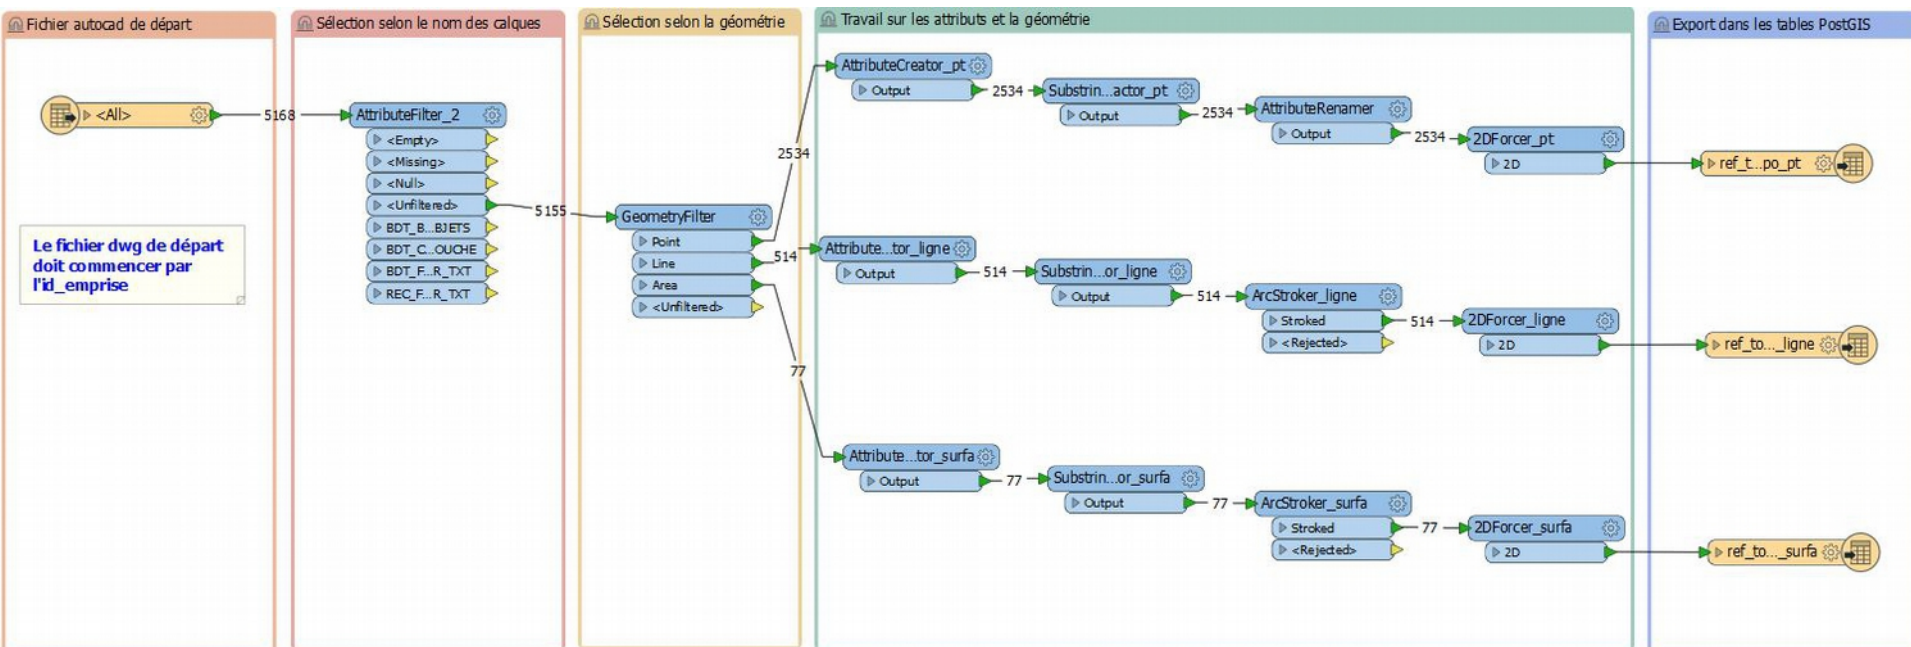 Fichier autocad de départ
<All>
5168
Le fichier dwg de départ
doit commencer par
l'id_emprise
Sélection selon le nom des calques
AttributeFilter_2
<Empty>
<Missing>
<Null>
<Unfiltered>
BDT_B...BJETS
BDT_C...OUCHE
BDT_F...R_TXT
REC_F...R_TXT
5155
Sélection selon la géométrie
GeometryFilter
Point
Line
Area
<Unfiltered>
2534
514
77
Travail sur les attributs et la géométrie
AttributeCreator_pt
Output
2534
Substrin...actor_pt
Output
2534
AttributeRenamer
Output
2534
2DForcer_pt
2D
Attribute...tor_ligne
Output
514
Substrin...or_ligne
Output
514
ArcStroker_ligne
Stroked
<Rejected>
514
2DForcer_ligne
2D
Attribute...tor_surfa
Output
77
Substrin...or_surfa
Output
77
ArcStroker_surfa
Stroked
<Rejected>
77
2DForcer_surfa
2D
Export dans les tables PostGIS
ref_t...po_pt
ref_to..._ligne
ref_to..._surfa